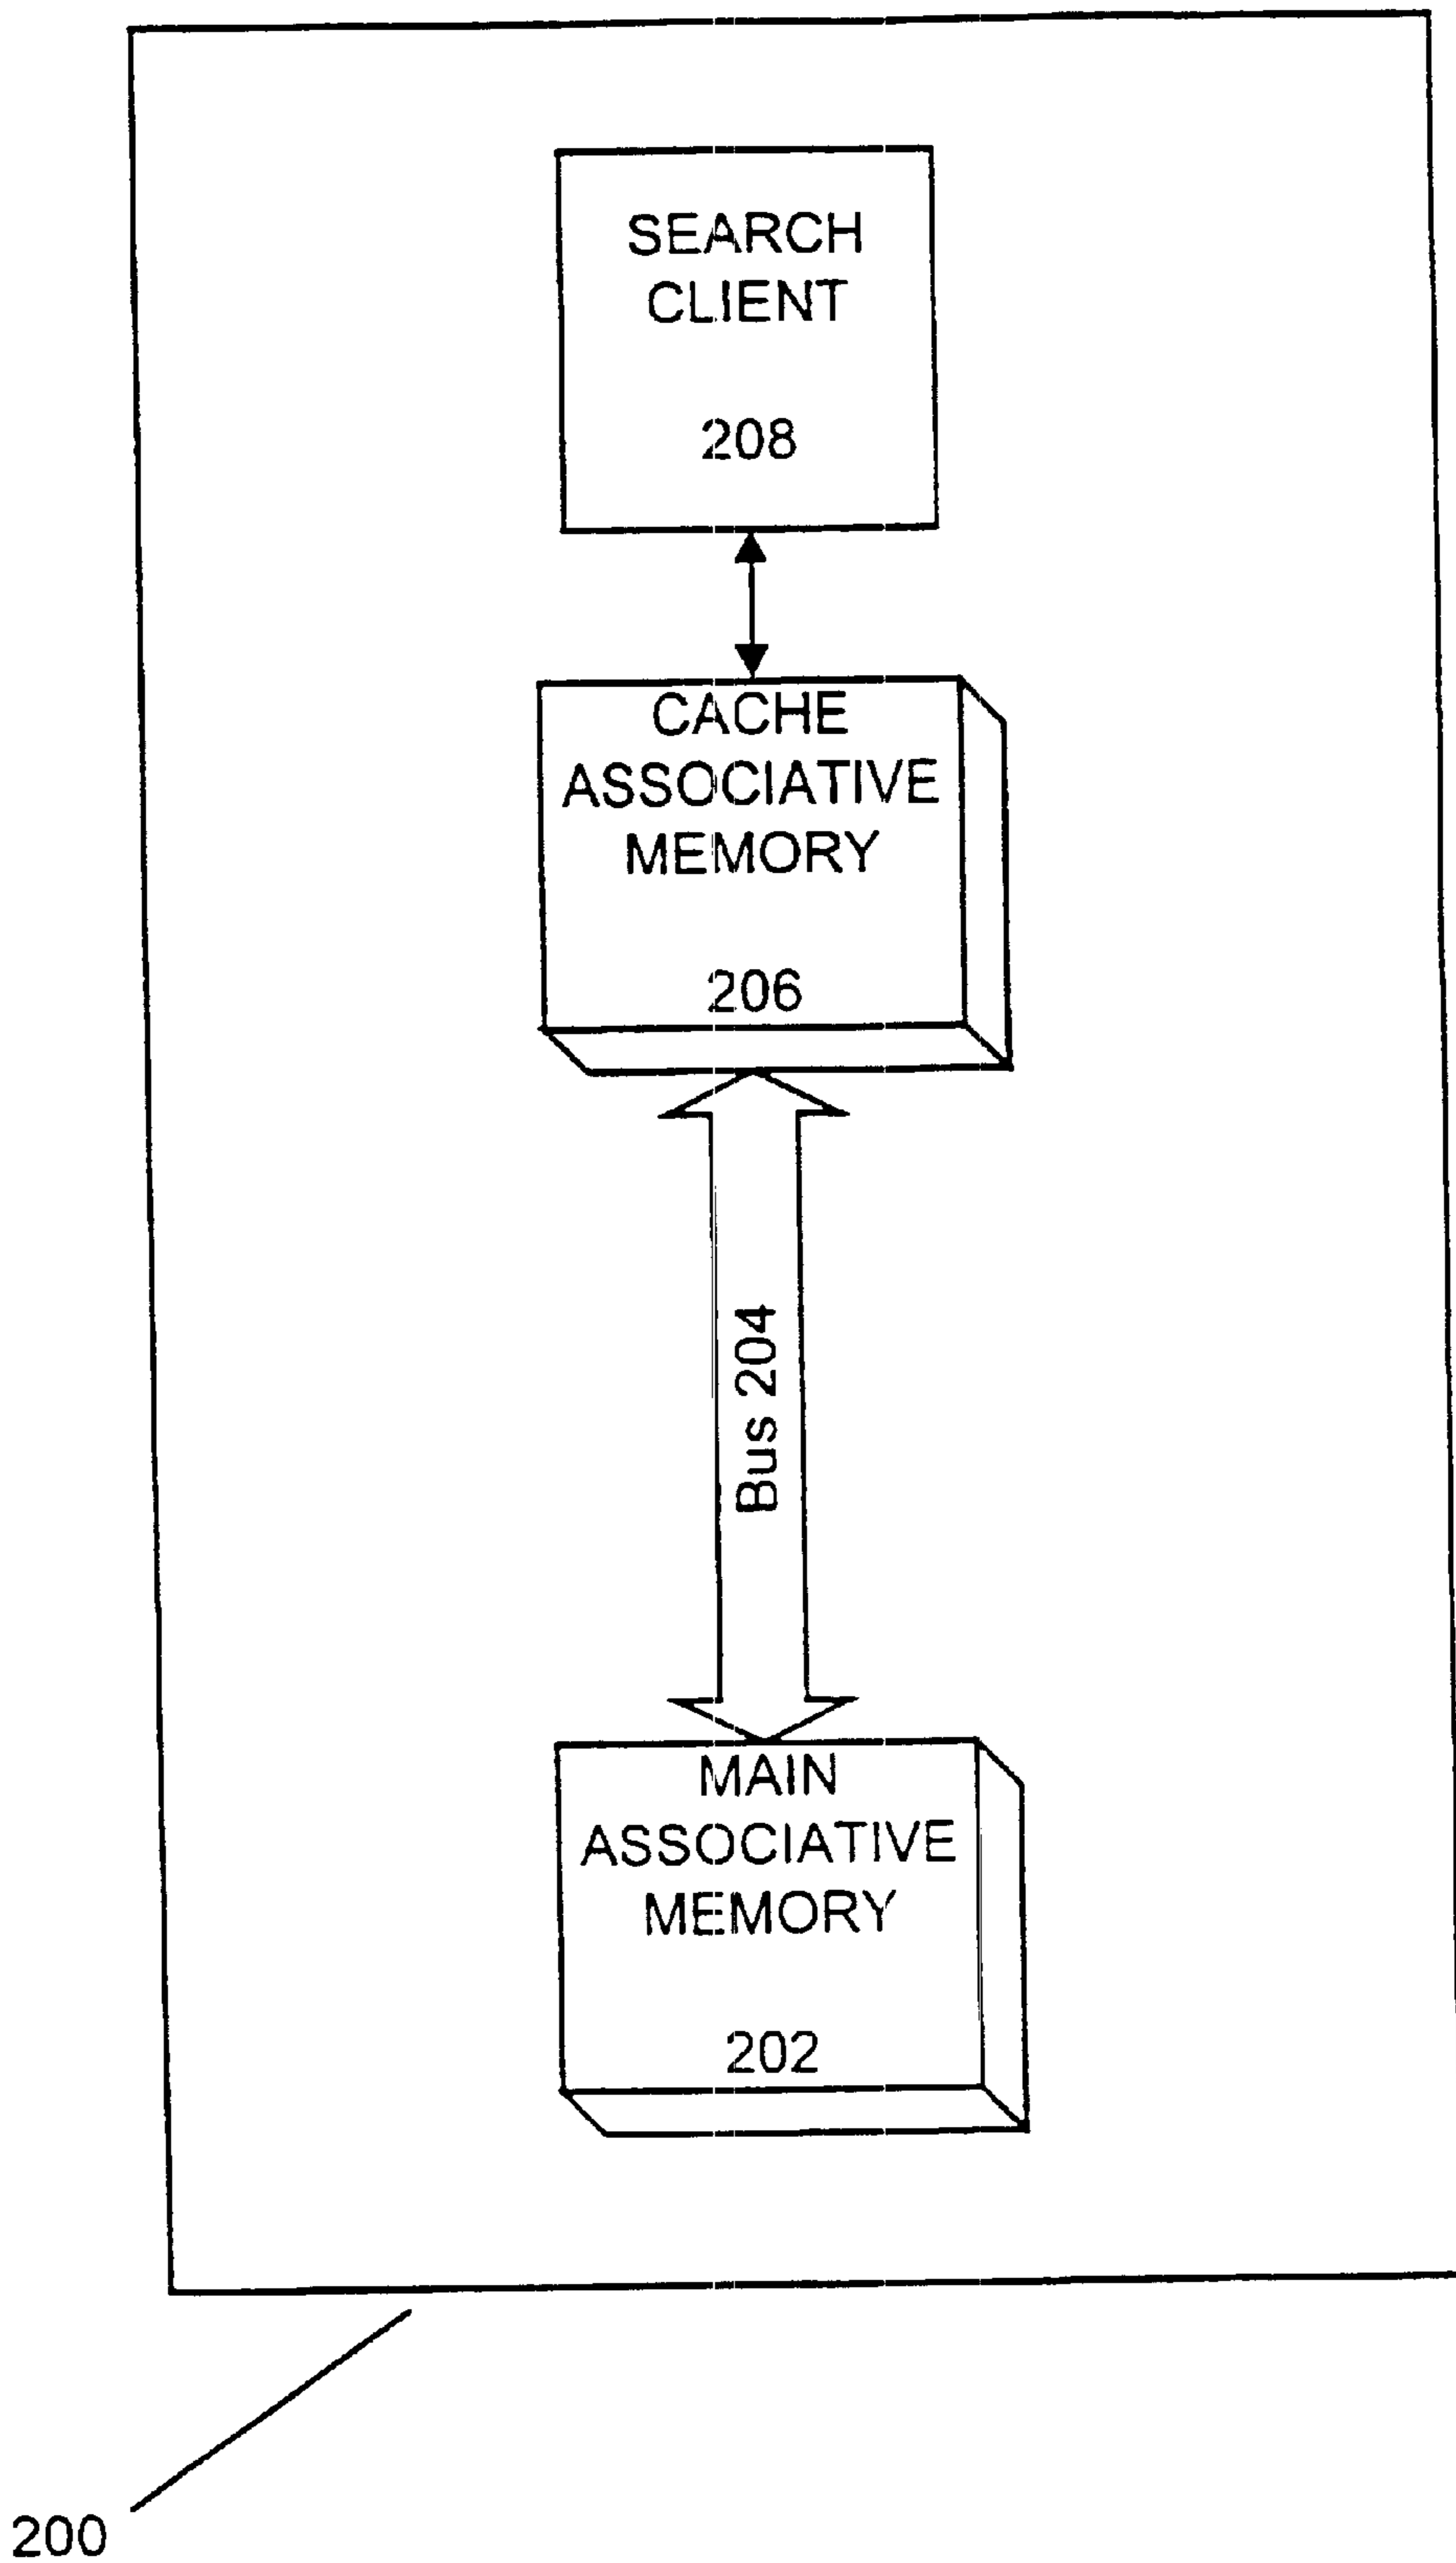 SEARCH
CLIENT
208
CACHE
ASSOCIATIVE
MEMORY
206
Bus 204
MAIN
ASSOCIATIVE
MEMORY
202
200